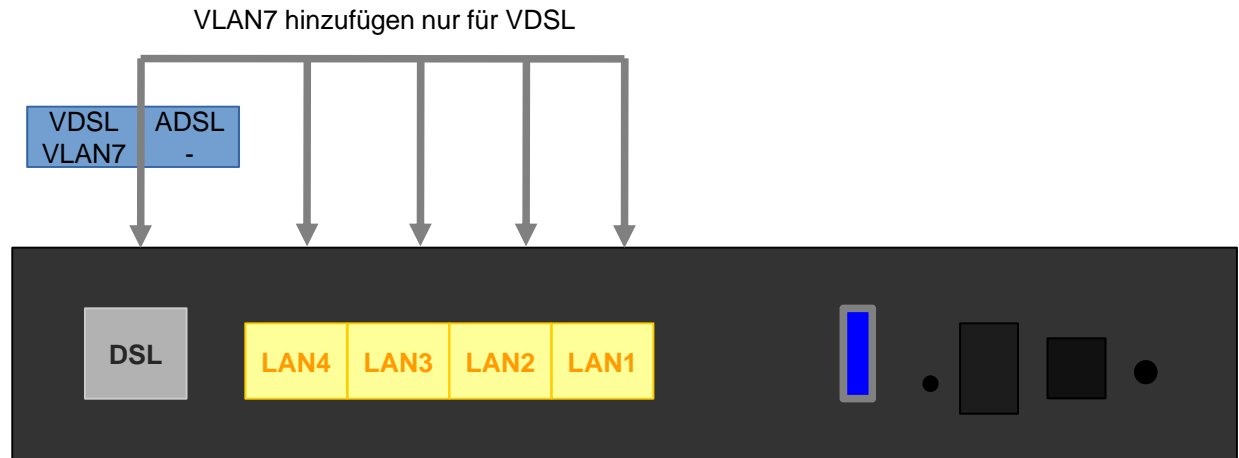 VLAN7 hinzufügen nur für VDSL
VDSL ADSL
VLAN7 -
DSL LAN4 LAN3 LAN2 LAN1